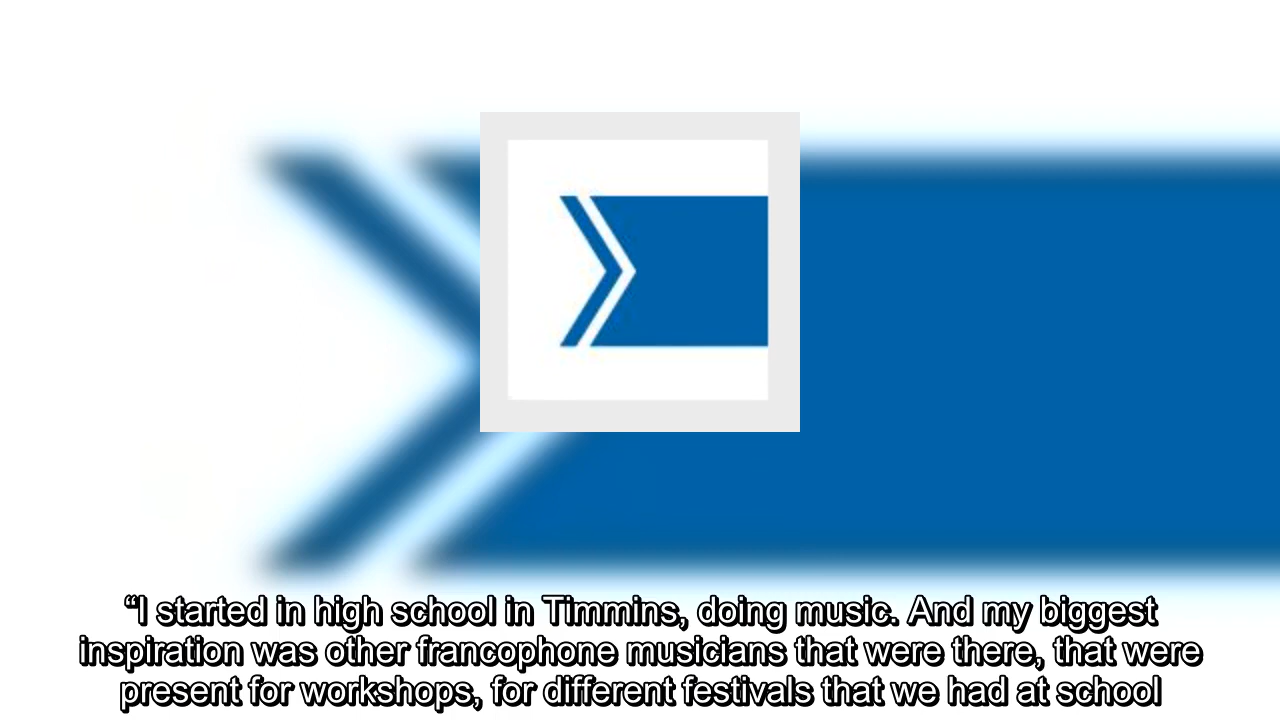 “I started in high school in Timmins, doing music. And my biggest
inspiration was other francophone musicians that were there, that were
present for workshops, for different festivals that we had at school